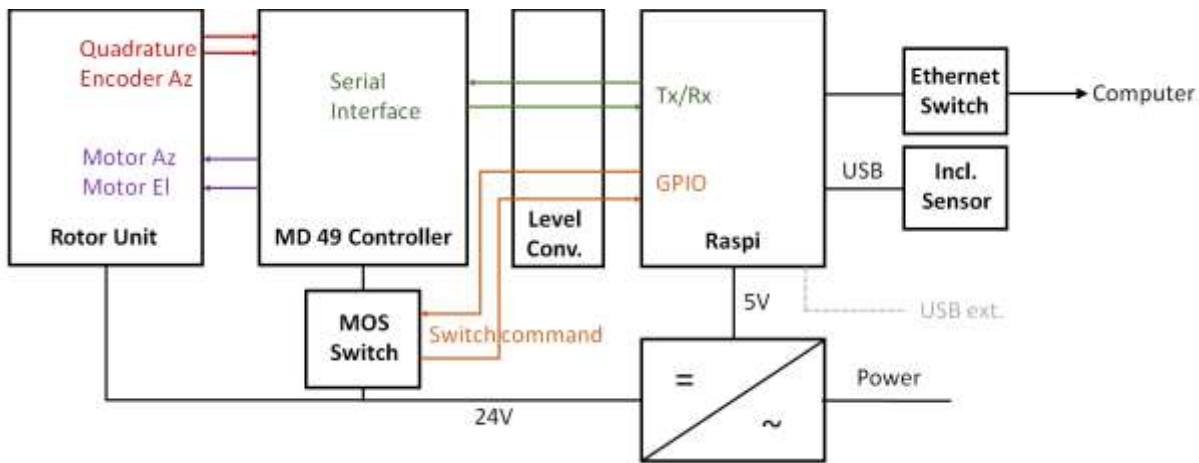 Quadrature
Encoder Az
Motor Az
Motor El
Rotor Unit
Serial
Interface
MD 49 Controller
Level
Conv.
Tx/Rx
GPIO
Raspi
Ethernet
Switch
Computer
USB
Incl.
Sensor
MOS
Switch
Switch command
5V
USB ext.
24V
=
~
Power